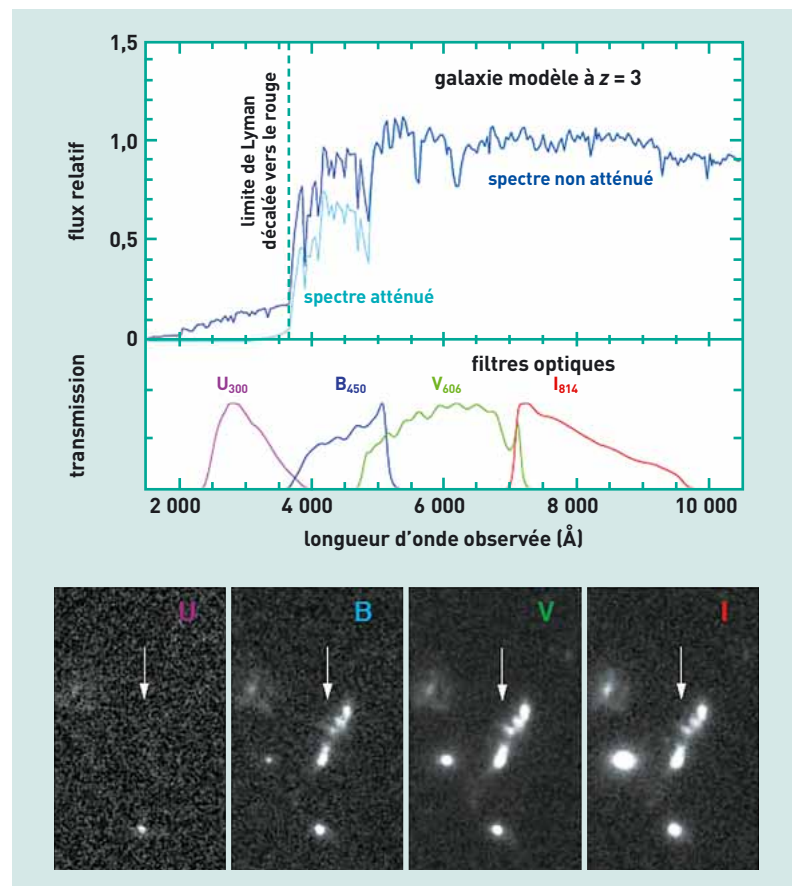 1,5
1,0
0,5
0
flux relatif
limite de Lyman
décalée vers le rouge
galaxie modèle à z = 3
spectre non atténué
spectre atténué
transmission
filtres optiques
U300
B450
V606
I814
2 000
4 000
6 000
8 000
10 000
longueur d'onde observée (Å)
U
B
V
I